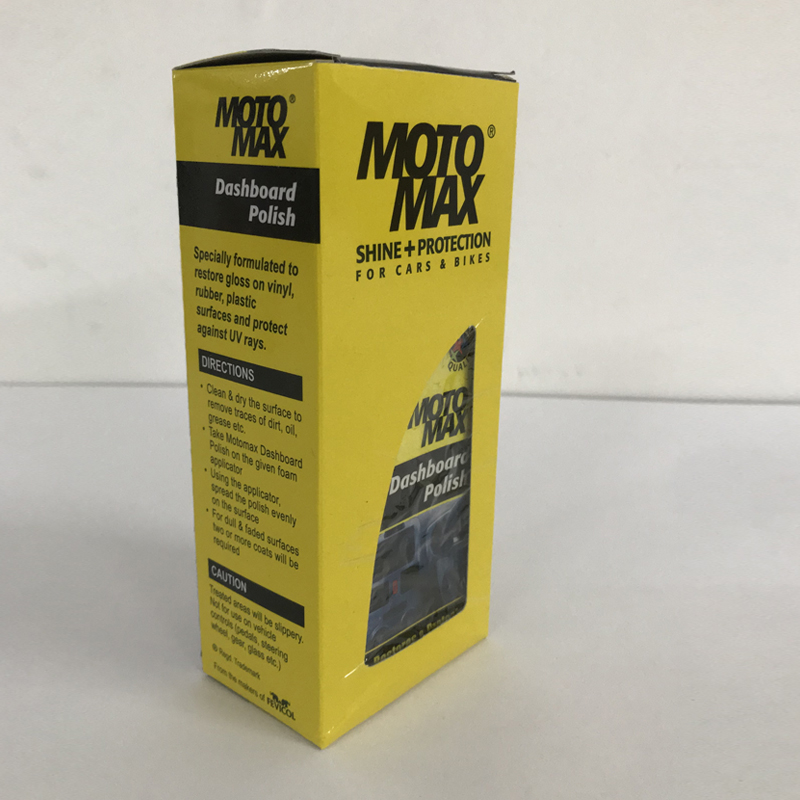 MOTO ®
MAX
Dashboard
Polish
Specially formulated to
restore gloss on vinyl,
rubber, plastic
surfaces and protect
against UV rays.
DIRECTIONS
• Clean & dry the surface to
remove traces of dirt, oil,
grease etc.
• Take Motomax Dashboard
Polish on the given foam
applicator
• Using the applicator,
spread the polish evenly
on the surface
• For dull & faded surfaces
two or more coats will be
required
CAUTION
Treated areas will be slippery.
Not for use on vehicle
controls (pedals, steering
wheel, gear, glass etc.)
® Regd. Trademark
From the makers of FEVICOL
MOTO ®
MAX
SHINE+PROTECTION
FOR CARS & BIKES
MOTO
MAX
Dashboard
Polish